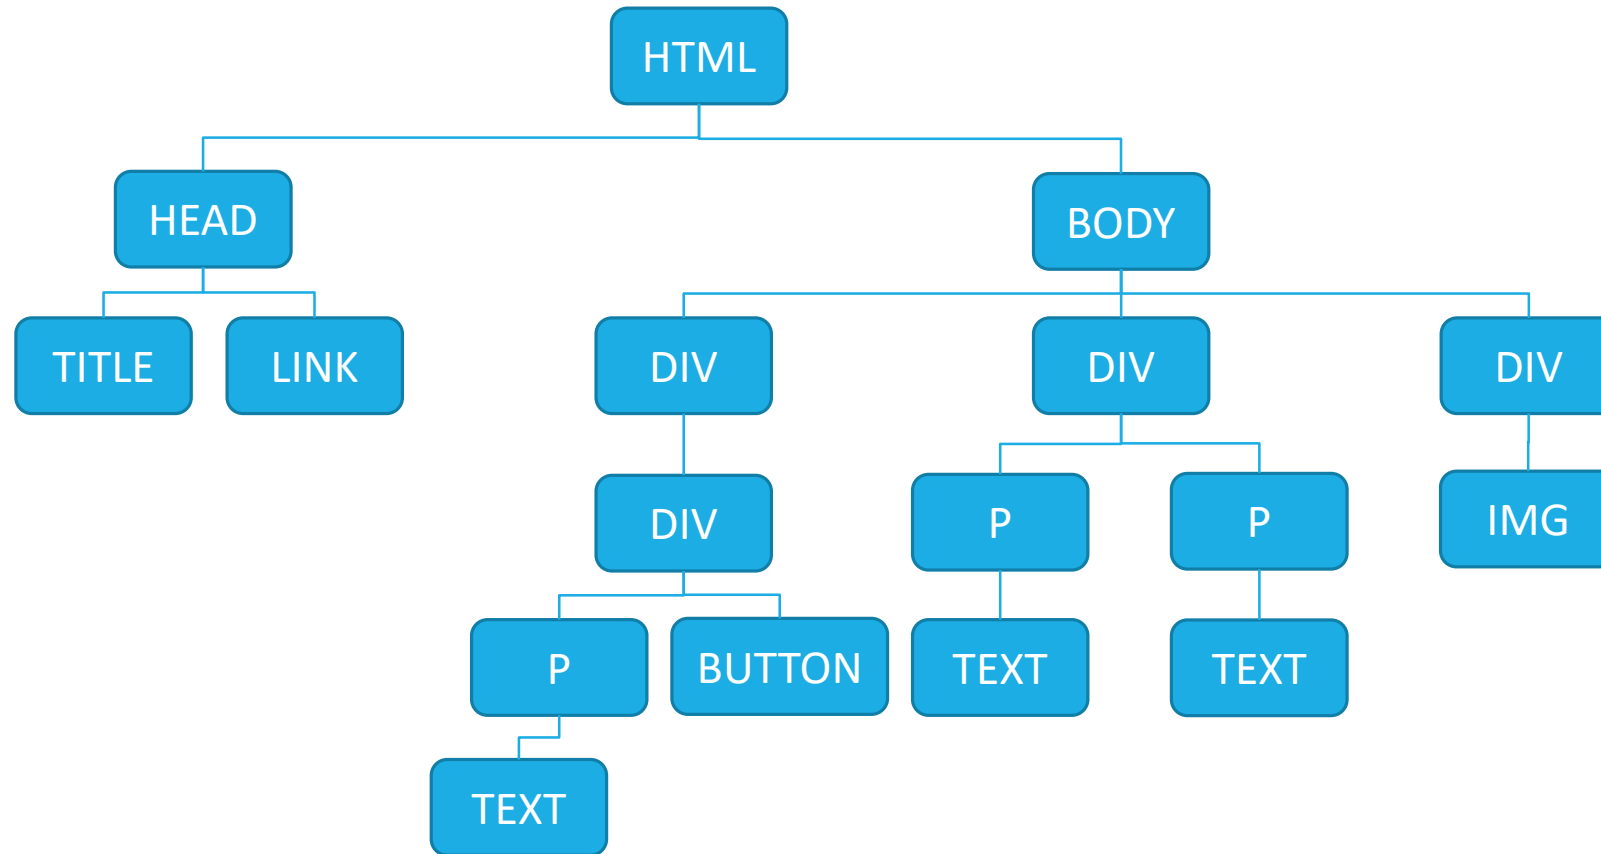 HTML
HEAD
BODY
TITLE
LINK
DIV
DIV
DIV
DIV
P
P
IMG
P
BUTTON
TEXT
TEXT
TEXT